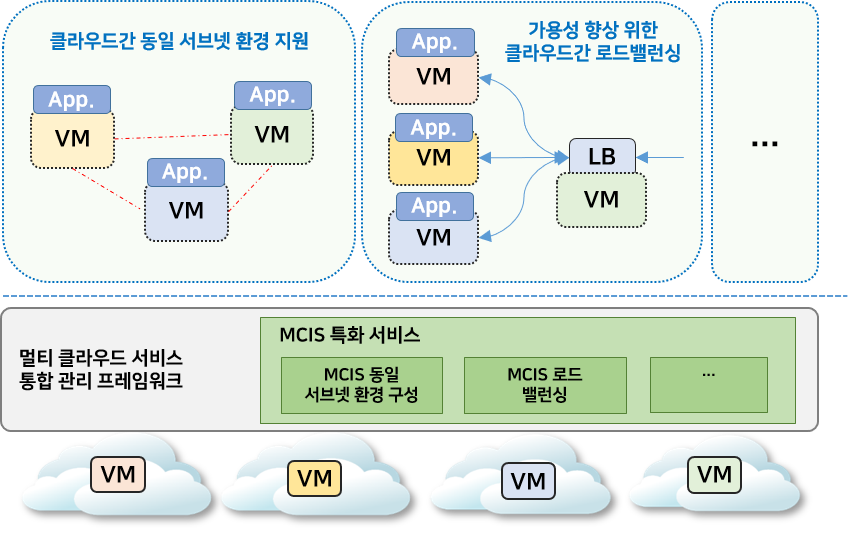 클라우드간 동일 서브넷 환경 지원
App.
VM
App.
VM
App.
VM
가용성 향상 위한
클라우드간 로드밸런싱
App.
VM
App.
VM
App.
VM
LB
VM
...
멀티 클라우드 서비스
통합 관리 프레임워크
MCIS 특화 서비스
MCIS 동일
서브넷 환경 구성
MCIS 로드
밸런싱
...
VM
VM
VM
VM